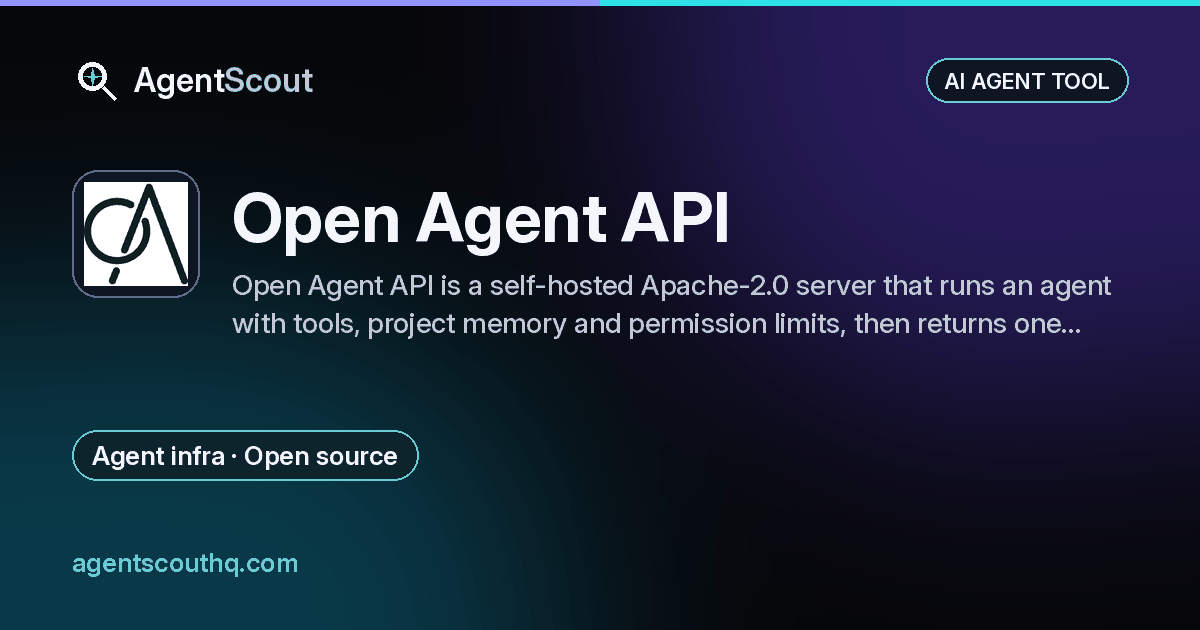 AgentScout
AI AGENT TOOL
Open Agent API
Open Agent API is a self-hosted Apache-2.0 server that runs an agent
with tools, project memory and permission limits, then returns one...
Agent infra · Open source
agentscouthq.com